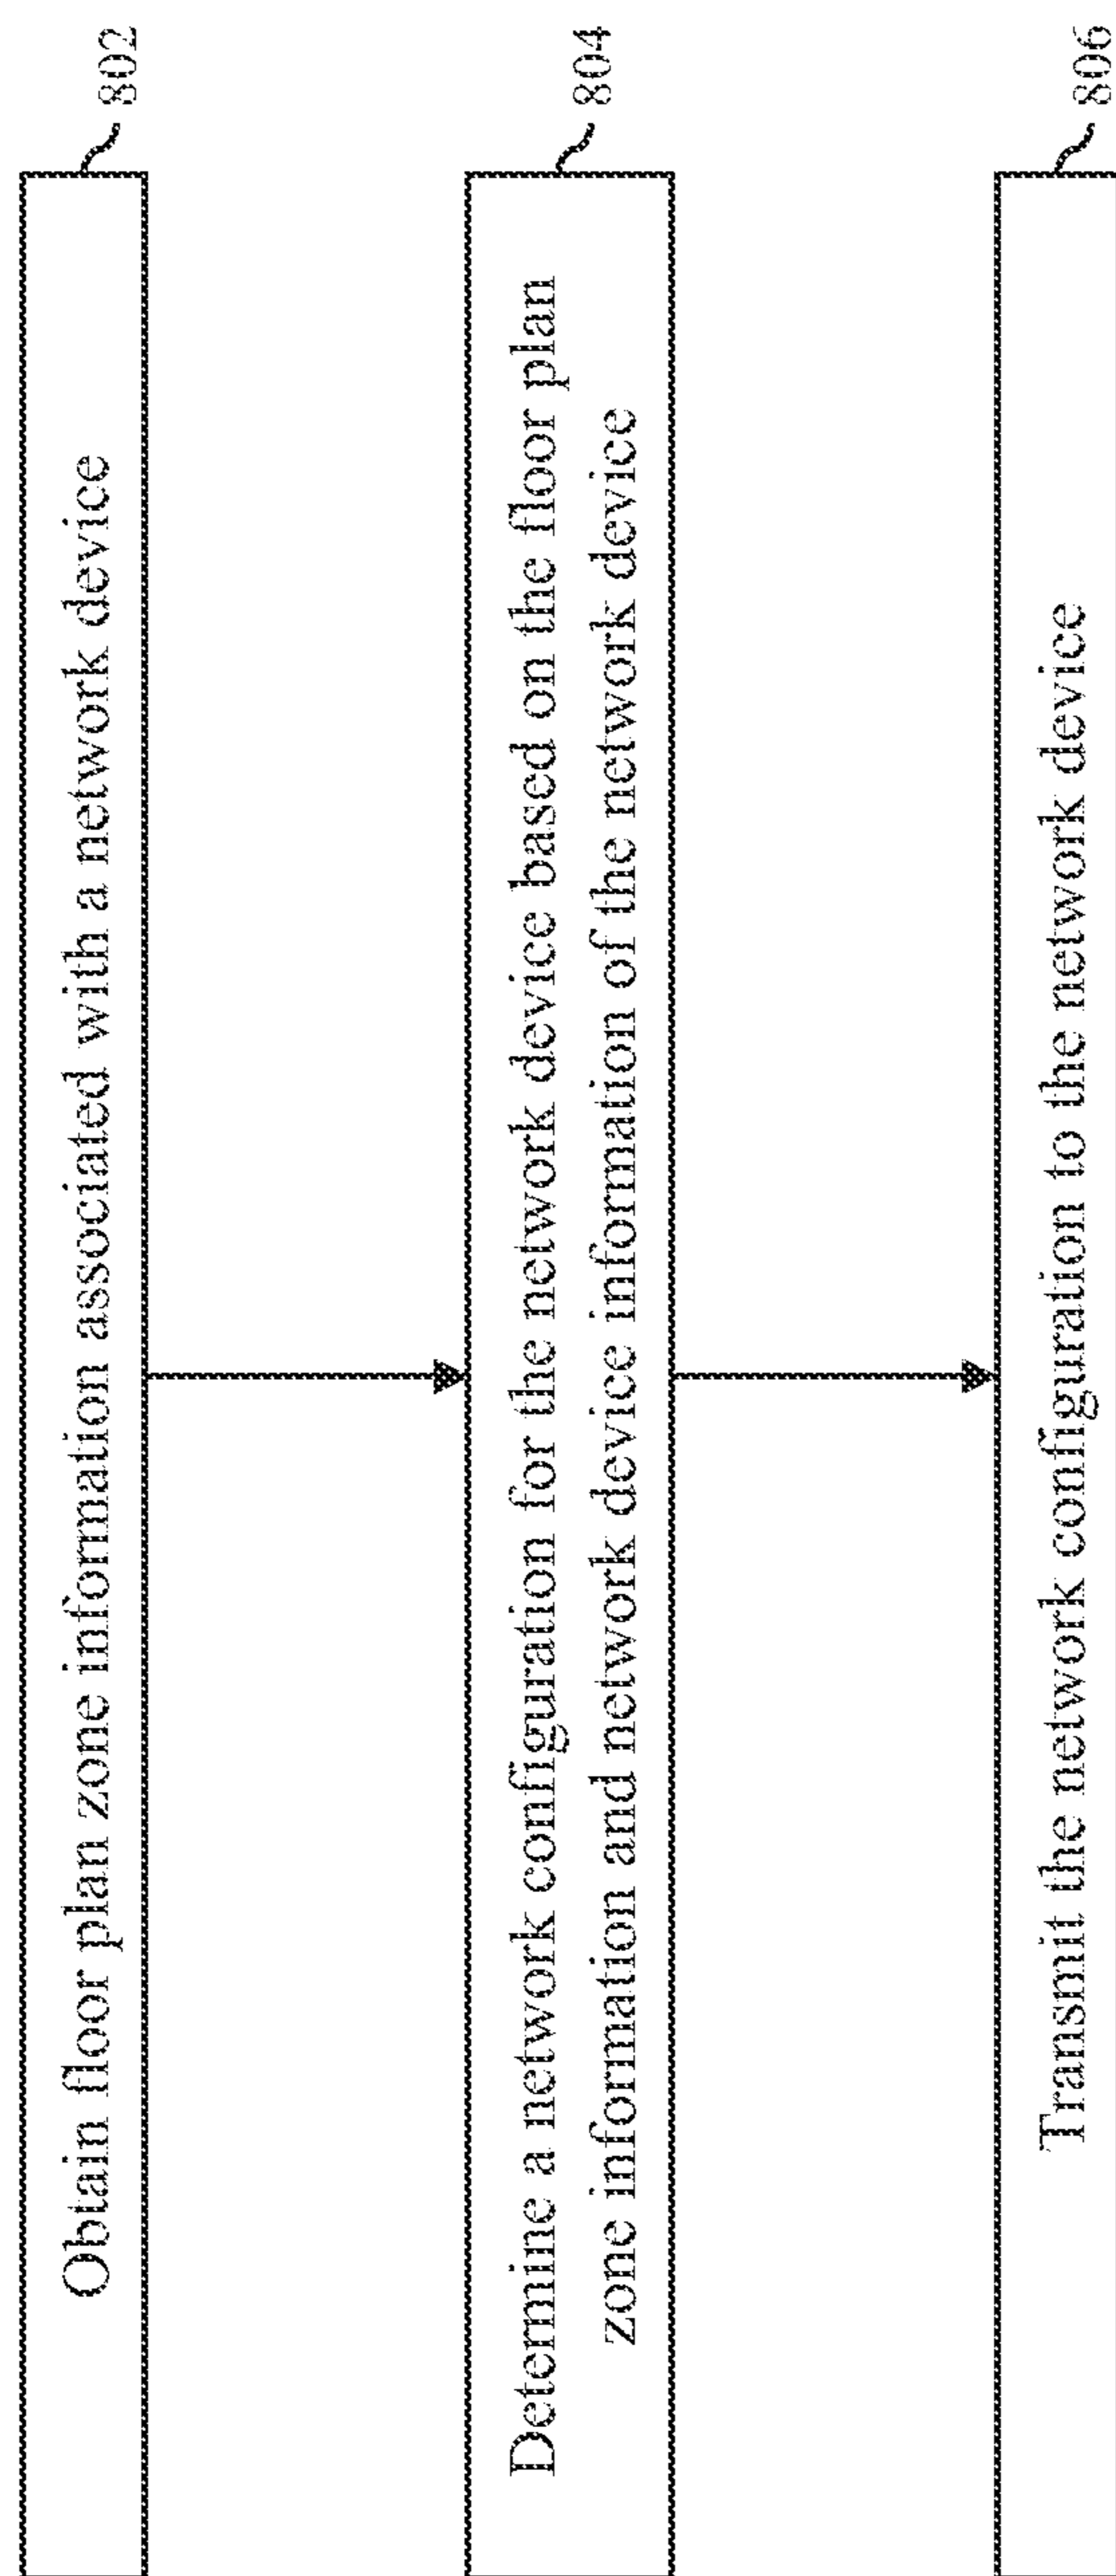 Obtain floor plan zone information associated with a network device
802
Determine a network configuration for the network device based on the floor plan
zone information and network device information of the network device
804
Transmit the network configuration to the network device
806